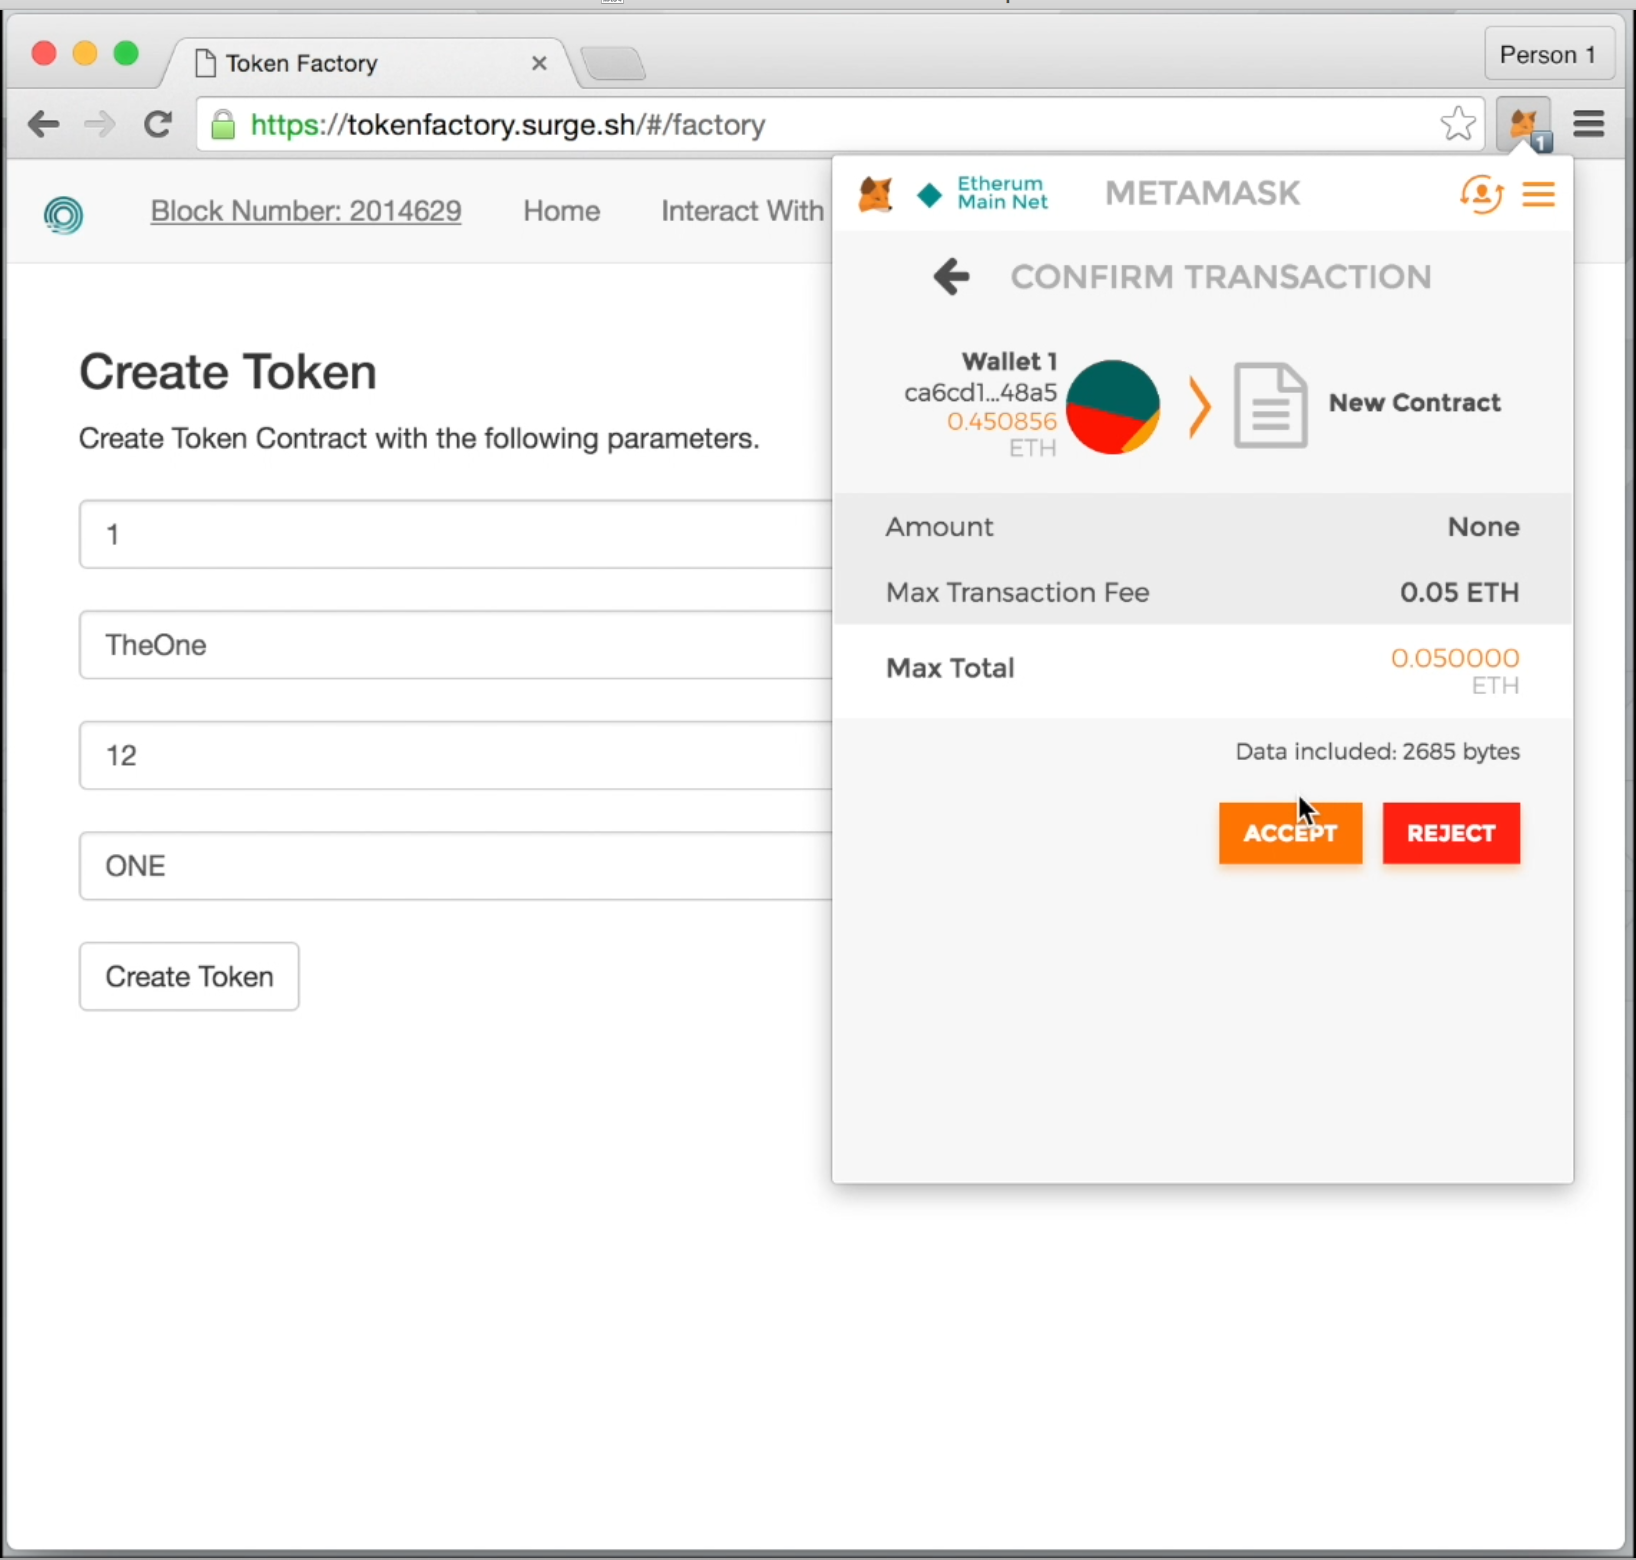 Token Factory
Person 1
https://tokenfactory.surge.sh/#/factory
1
Block Number: 2014629
Home
Interact With
Etherum
Main Net
METAMASK
CONFIRM TRANSACTION
Create Token
Create Token Contract with the following parameters.
1
TheOne
12
ONE
Create Token
Wallet 1
ca6cd1...48a5
0.450856
ETH
New Contract
Amount None
Max Transaction Fee 0.05 ETH
Max Total 0.050000
ETH
Data included: 2685 bytes
ACCEPT REJECT